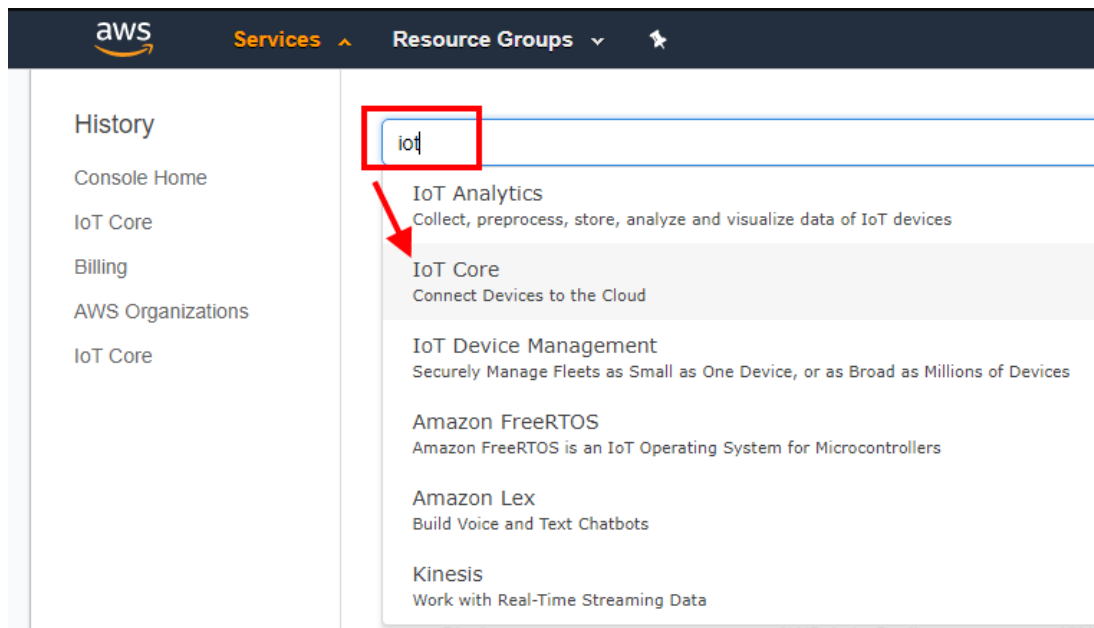 aws Services Resource Groups
History
Console Home
IoT Core
Billing
AWS Organizations
IoT Core
iot
IoT Analytics
Collect, preprocess, store, analyze and visualize data of IoT devices
IoT Core
Connect Devices to the Cloud
IoT Device Management
Securely Manage Fleets as Small as One Device, or as Broad as Millions of Devices
Amazon FreeRTOS
Amazon FreeRTOS is an IoT Operating System for Microcontrollers
Amazon Lex
Build Voice and Text Chatbots
Kinesis
Work with Real-Time Streaming Data